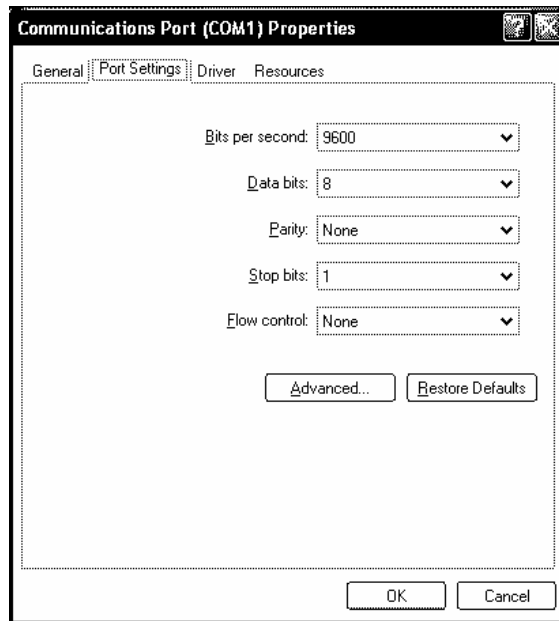 Communications Port (COM1) Properties
General Port Settings Driver Resources
Bits per second: 9600
Data bits: 8
Parity: None
Stop bits: 1
Flow control: None
Advanced... Restore Defaults
OK Cancel